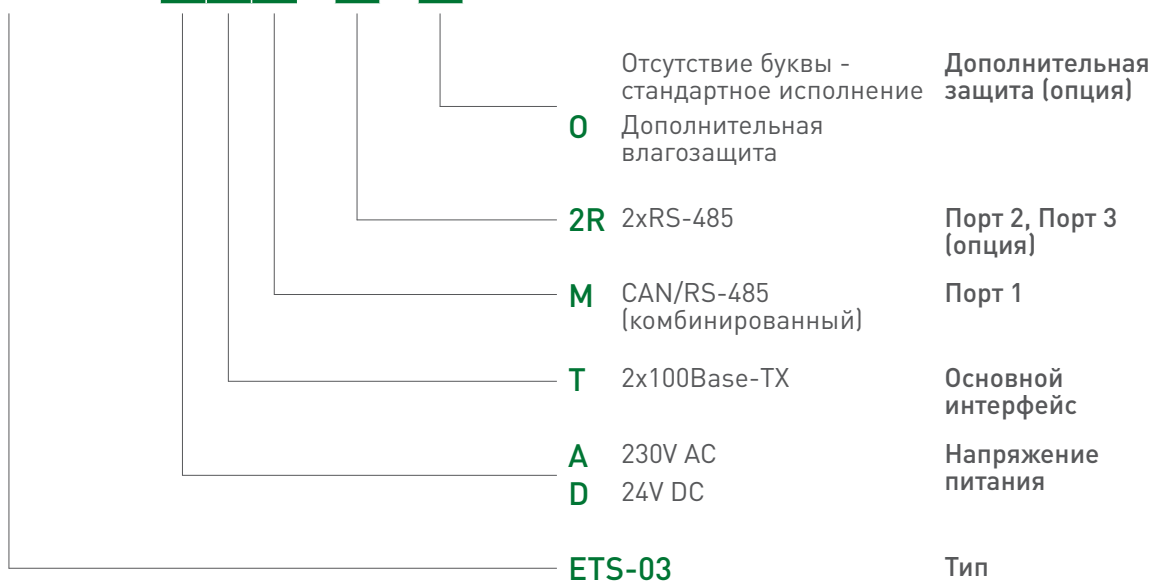 Отсутствие буквы - Дополнительная
стандартное исполнение защита (опция)
O Дополнительная
влагозащита
2R 2xRS-485 Порт 2, Порт 3
(опция)
M CAN/RS-485 Порт 1
(комбинированный)
T 2x100Base-TX Основной
интерфейс
A 230V AC Напряжение
D 24V DC питания
ETS-03 Тип